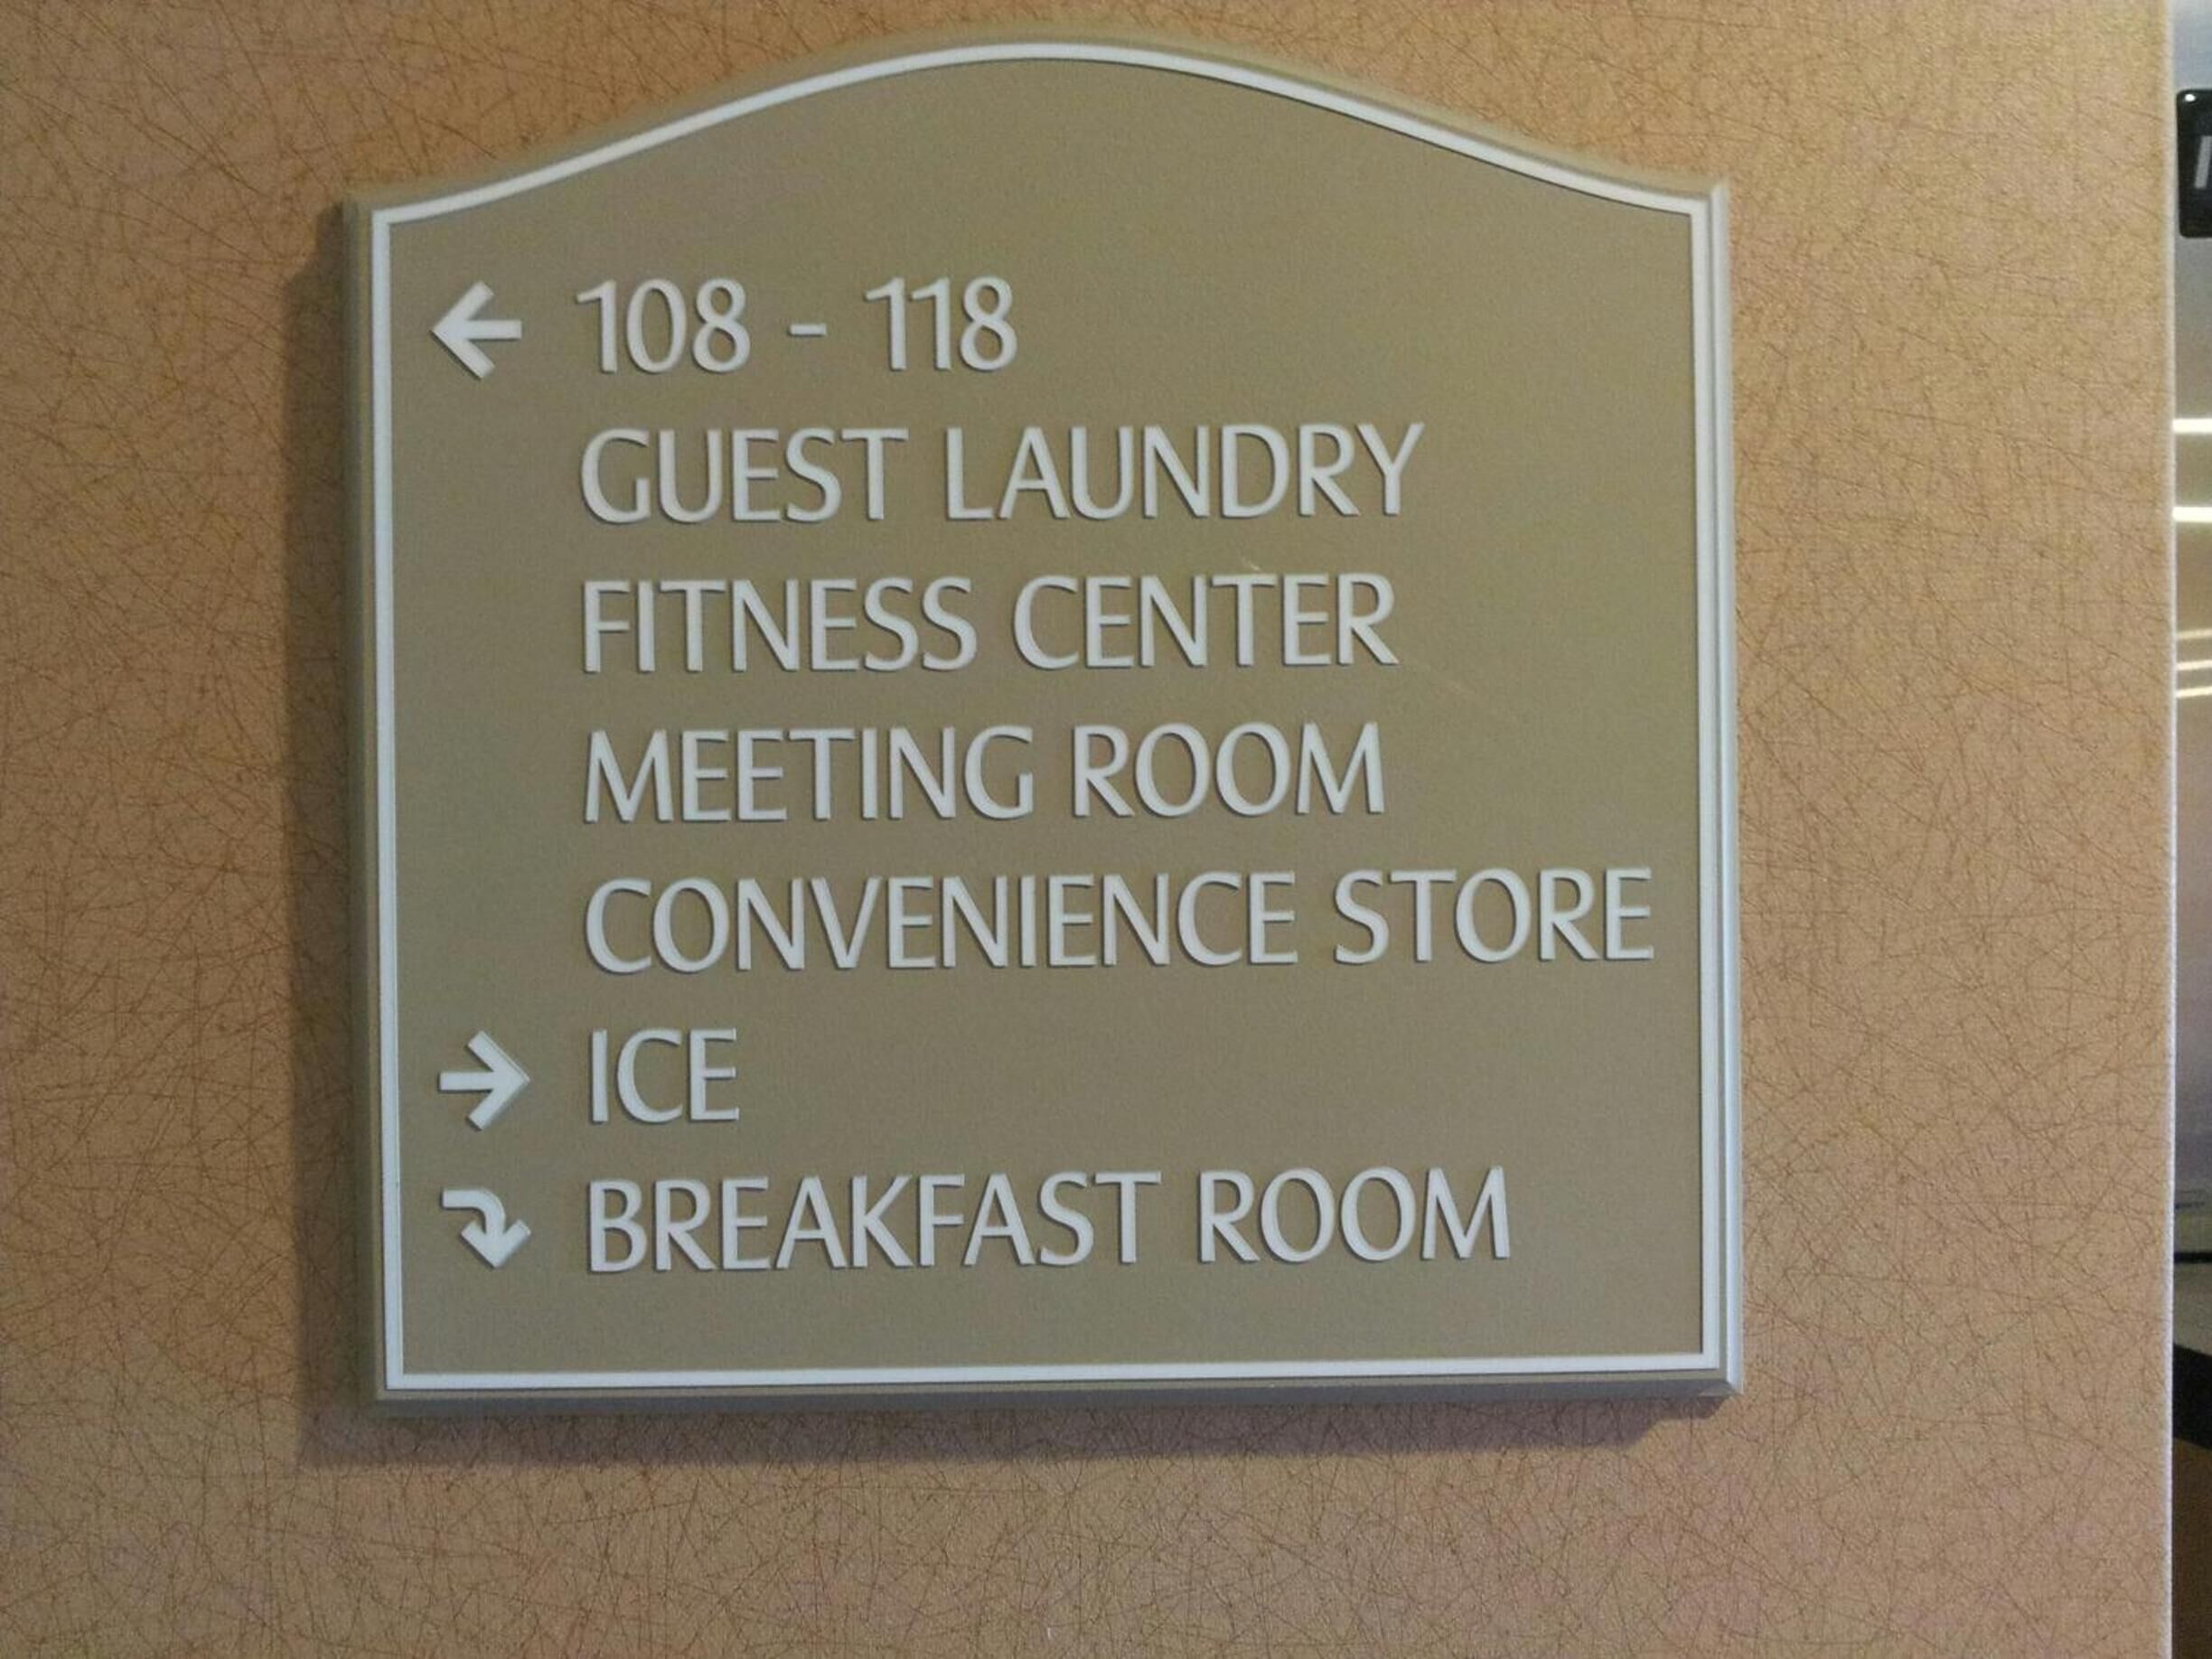 ← 108 - 118
GUEST LAUNDRY
FITNESS CENTER
MEETING ROOM
CONVENIENCE STORE
→ ICE
⤵ BREAKFAST ROOM